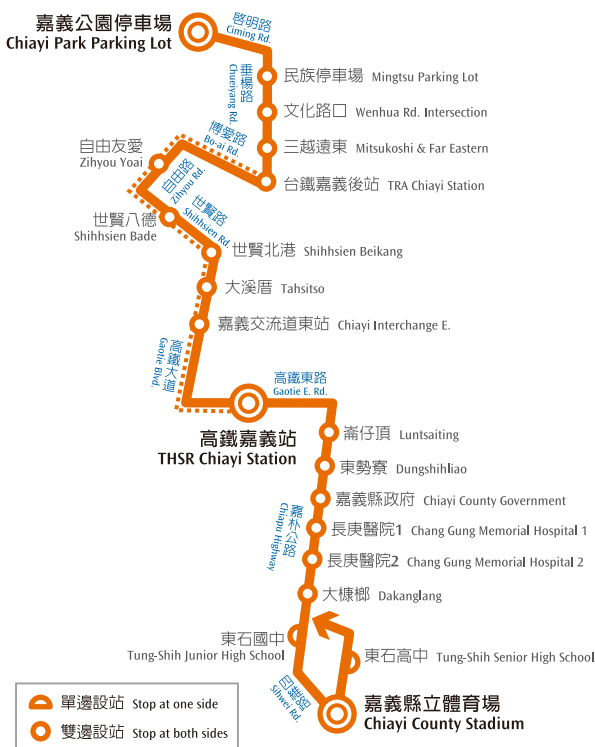 嘉義公園停車場
Chiayi Park Parking Lot
啓明路
Ciming Rd.
垂楊路
Chueiyang Rd.
民族停車場 Mingtsu Parking Lot
文化路口 Wenhua Rd. Intersection
博愛路
Bo-ai Rd.
三越遠東 Mitsukoshi & Far Eastern
自由友愛
Zihyou Yoai
自由路
Zihyou Rd.
台鐵嘉義後站 TRA Chiayi Station
世賢八德
Shihhsien Bade
世賢路
Shihhsien Rd.
世賢北港 Shihhsien Beikang
大溪厝 Tahsitso
嘉義交流道東站 Chiayi Interchange E.
高鐵大道
Gaotie Blvd.
高鐵東路
Gaotie E. Rd.
高鐵嘉義站
THSR Chiayi Station
崙仔頂 Luntsaiting
東勢寮 Dungshihliao
嘉義縣政府 Chiayi County Government
嘉朴公路
Chiapu Highway
長庚醫院1 Chang Gung Memorial Hospital 1
長庚醫院2 Chang Gung Memorial Hospital 2
大槺榔 Dakanglang
東石國中
Tung-Shih Junior High School
東石高中 Tung-Shih Senior High School
四維路
Sihwei Rd.
嘉義縣立體育場
Chiayi County Stadium
單邊設站 Stop at one side
雙邊設站 Stop at both sides